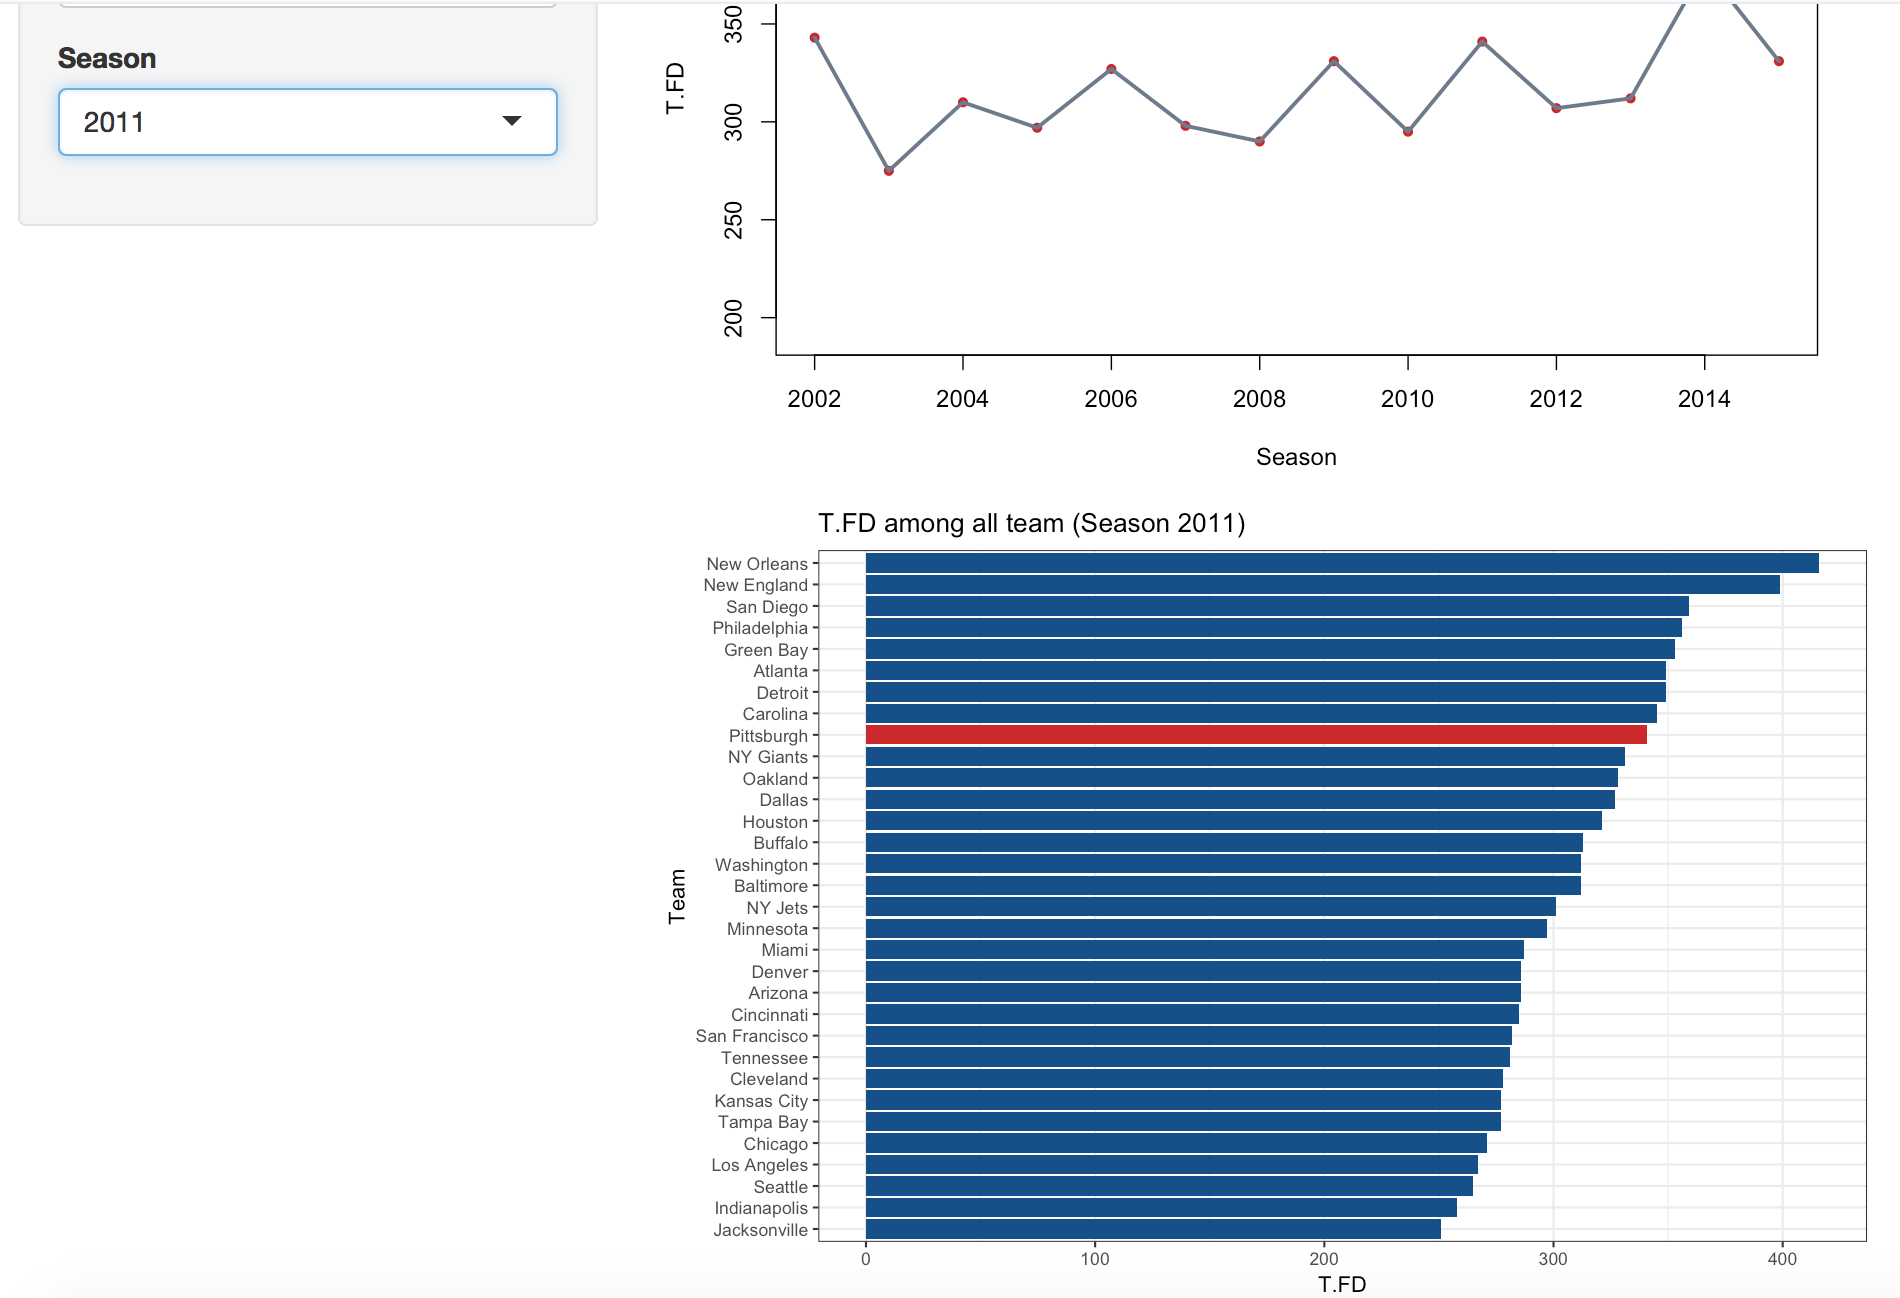 Season
2011
T.FD
350
300
250
200
2002 2004 2006 2008 2010 2012 2014
Season
T.FD among all team (Season 2011)
Team
New Orleans
New England
San Diego
Philadelphia
Green Bay
Atlanta
Detroit
Carolina
Pittsburgh
NY Giants
Oakland
Dallas
Houston
Buffalo
Washington
Baltimore
NY Jets
Minnesota
Miami
Denver
Arizona
Cincinnati
San Francisco
Tennessee
Cleveland
Kansas City
Tampa Bay
Chicago
Los Angeles
Seattle
Indianapolis
Jacksonville
0 100 200 300 400
T.FD